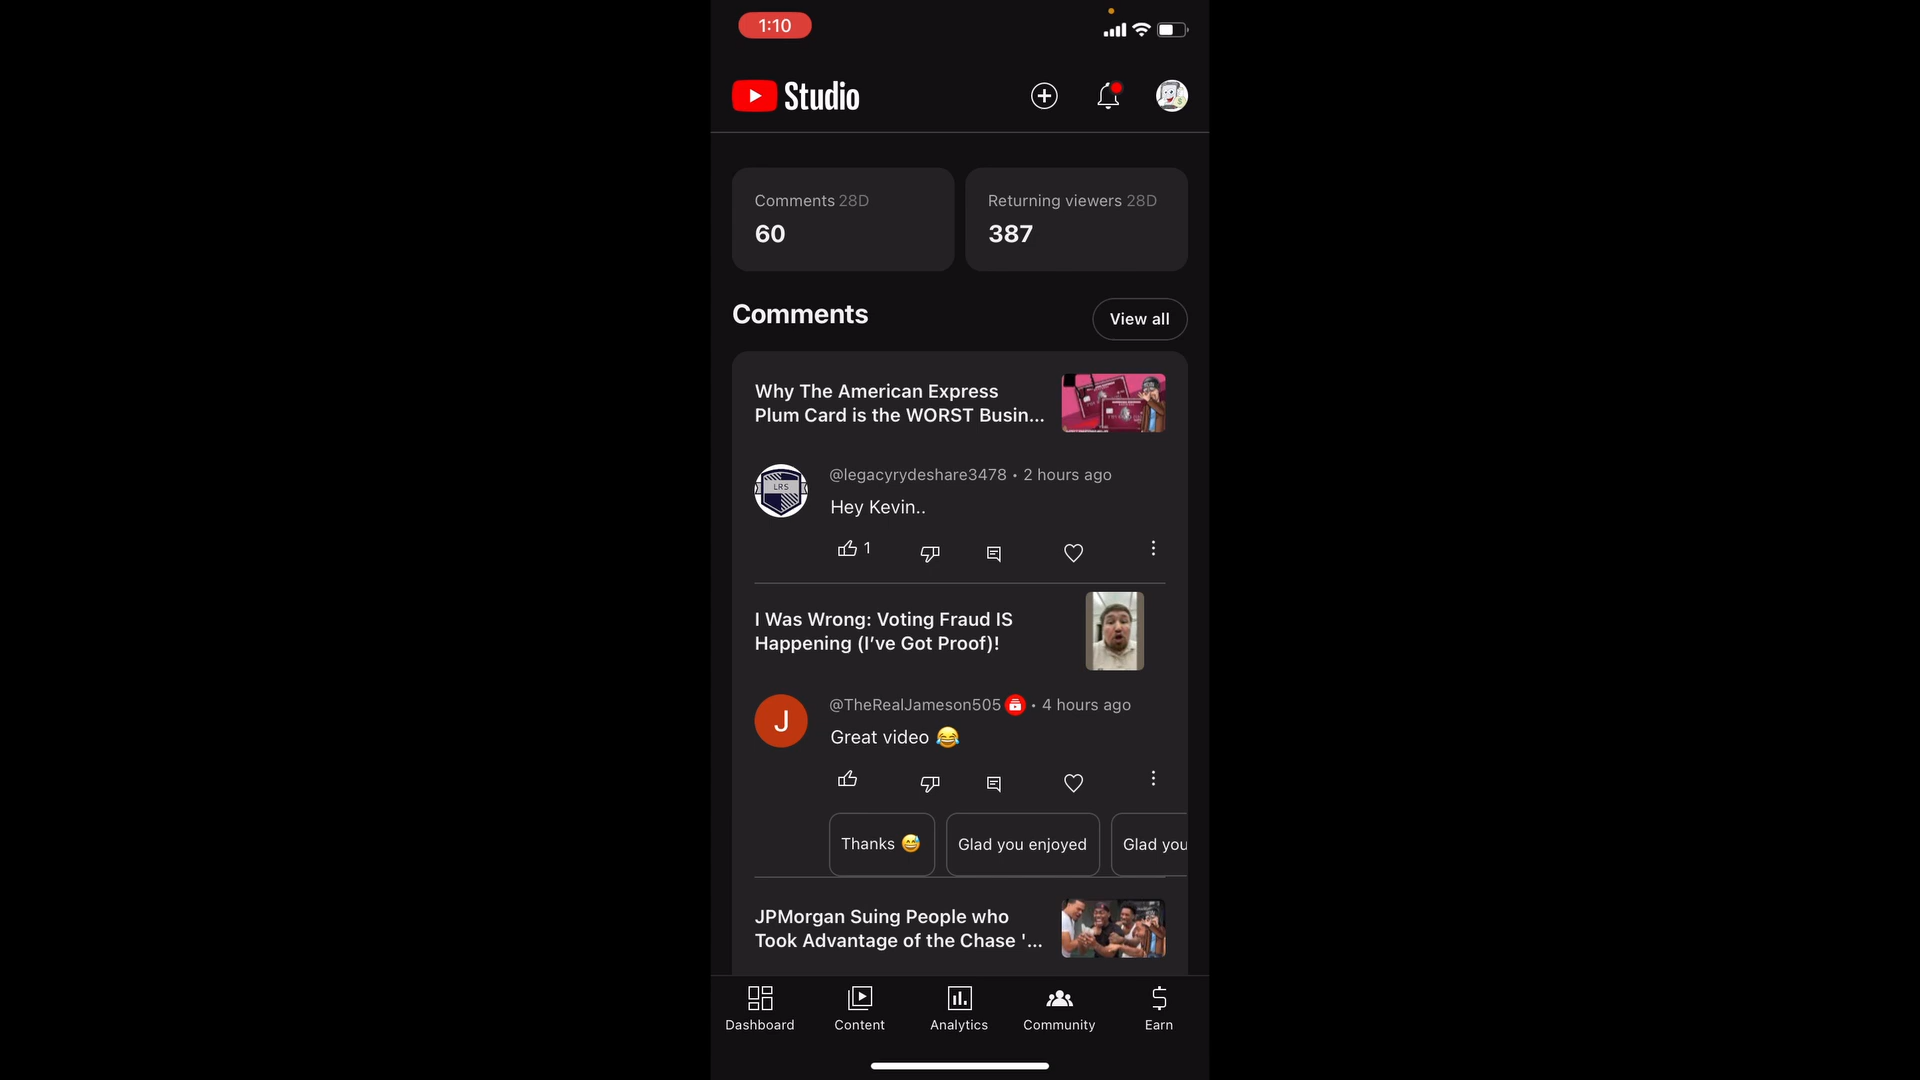 1:10
Studio
Comments 28D
60
Returning viewers 28D
387
Comments
View all
Why The American Express
Plum Card is the WORST Busin...
@legacyrydeshare3478 • 2 hours ago
LRS
Hey Kevin..
1
I Was Wrong: Voting Fraud IS
Happening (I’ve Got Proof)!
@TheRealJameson505 • 4 hours ago
J
Great video 😂
Thanks 😅
Glad you enjoyed
Glad you
JPMorgan Suing People who
Took Advantage of the Chase '...
Dashboard
Content
Analytics
Community
Earn